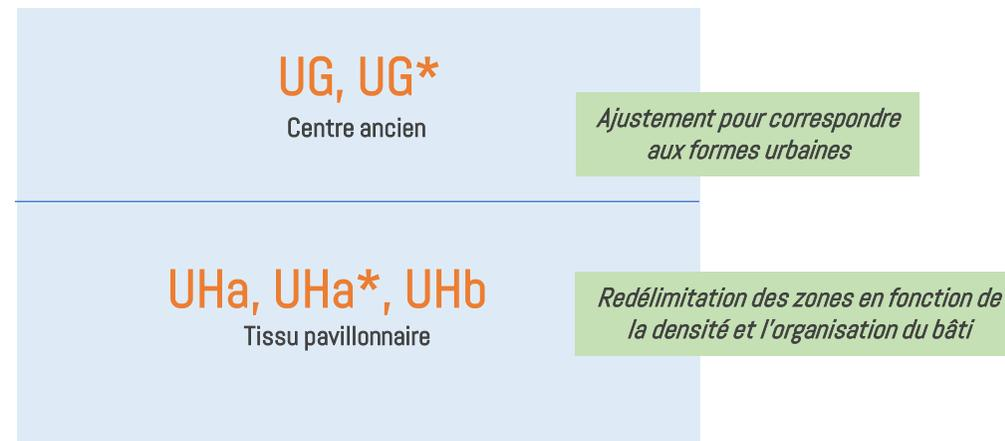 UG, UG*
Centre ancien
Ajustement pour correspondre
aux formes urbaines
UHa, UHa*, UHb
Tissu pavillonnaire
Redélimitation des zones en fonction de
la densité et l'organisation du bâti